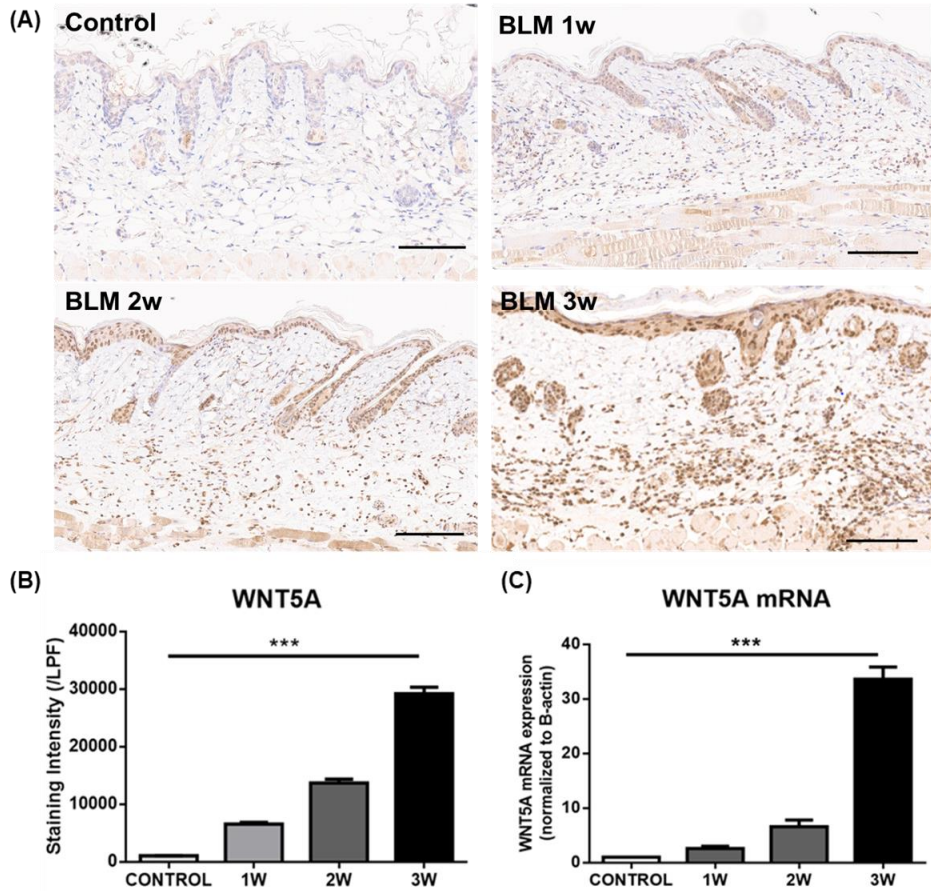 (A)
Control
BLM 1w
BLM 2w
BLM 3w
(B)
WNT5A
Staining Intensity (/LPF)
40000
30000
20000
10000
0
***
CONTROL 1W 2W 3W
(C)
WNT5A mRNA
WNT5A mRNA expression
(normalized to B-actin)
40
30
20
10
0
***
CONTROL 1W 2W 3W